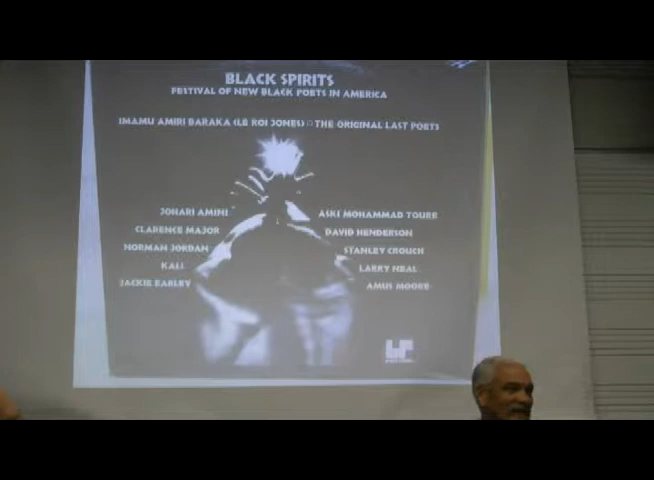 BLACK SPIRITS
FESTIVAL OF NEW BLACK POETS IN AMERICA
IMAMU AMIRI BARAKA (LE ROI JONES) THE ORIGINAL LAST POETS
JOHARI AMINI
ASKI MOHAMMAD TOURE
CLARENCE MAJOR
DAVID HENDERSON
NORMAN JORDAN
STANLEY CROUCH
KALI
LARRY NEAL
JACKIE EARLEY
AMUS MOORE